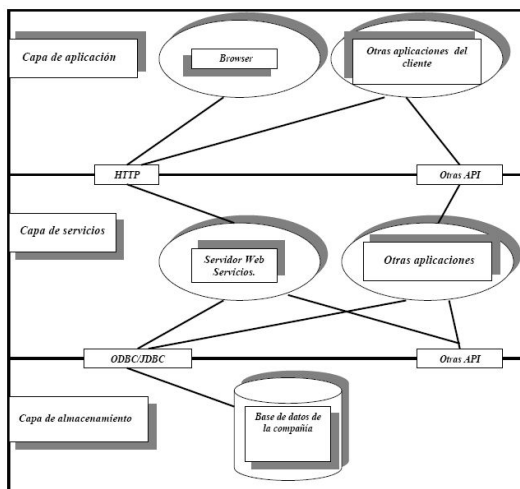 Capa de aplicación
Browser
Otras aplicaciones del
cliente
HTTP
Otras API
Capa de servicios
Servidor Web
Servicios.
Otras aplicaciones
ODBC/JDBC
Otras API
Capa de almacenamiento
Base de datos de
la compañía